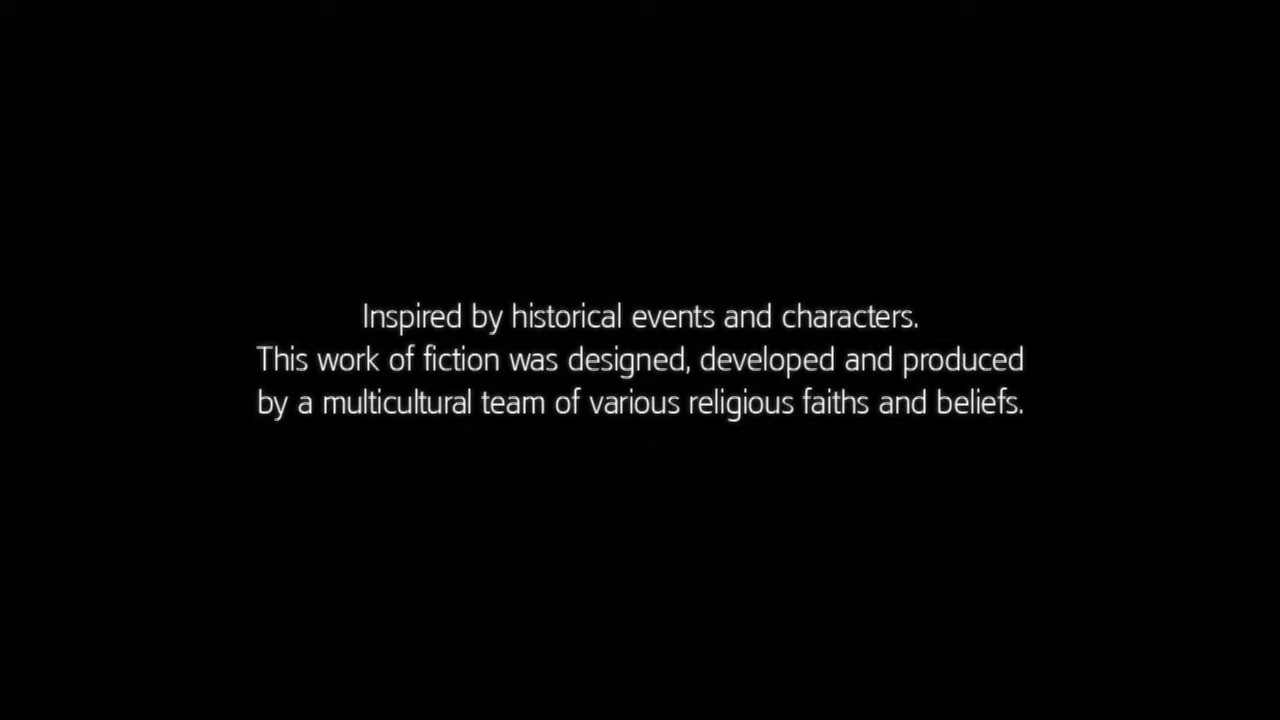 Inspired by historical events and characters.
This work of fiction was designed, developed and produced
by a multicultural team of various religious faiths and beliefs.